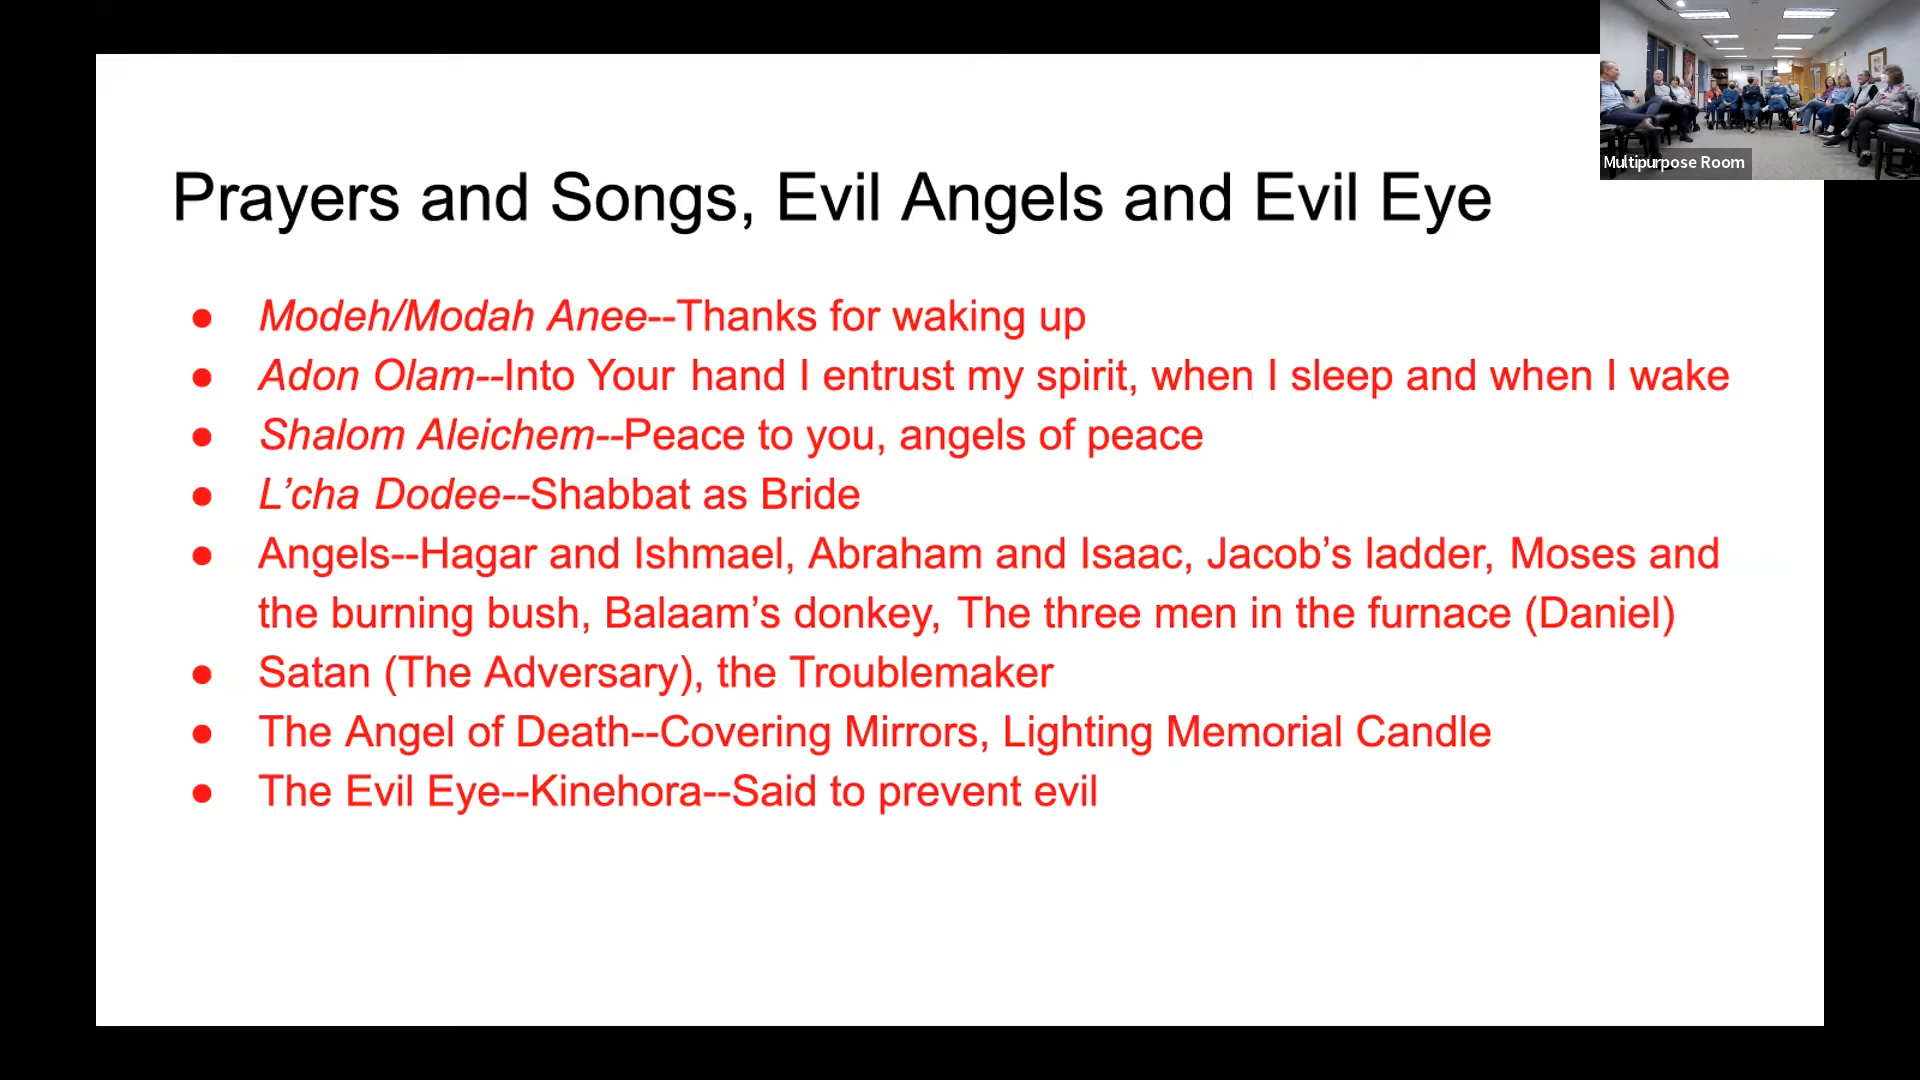 Multipurpose Room
Prayers and Songs, Evil Angels and Evil Eye
● Modeh/Modah Anee--Thanks for waking up
● Adon Olam--Into Your hand I entrust my spirit, when I sleep and when I wake
● Shalom Aleichem--Peace to you, angels of peace
● L’cha Dodee--Shabbat as Bride
● Angels--Hagar and Ishmael, Abraham and Isaac, Jacob’s ladder, Moses and
the burning bush, Balaam’s donkey, The three men in the furnace (Daniel)
● Satan (The Adversary), the Troublemaker
● The Angel of Death--Covering Mirrors, Lighting Memorial Candle
● The Evil Eye--Kinehora--Said to prevent evil